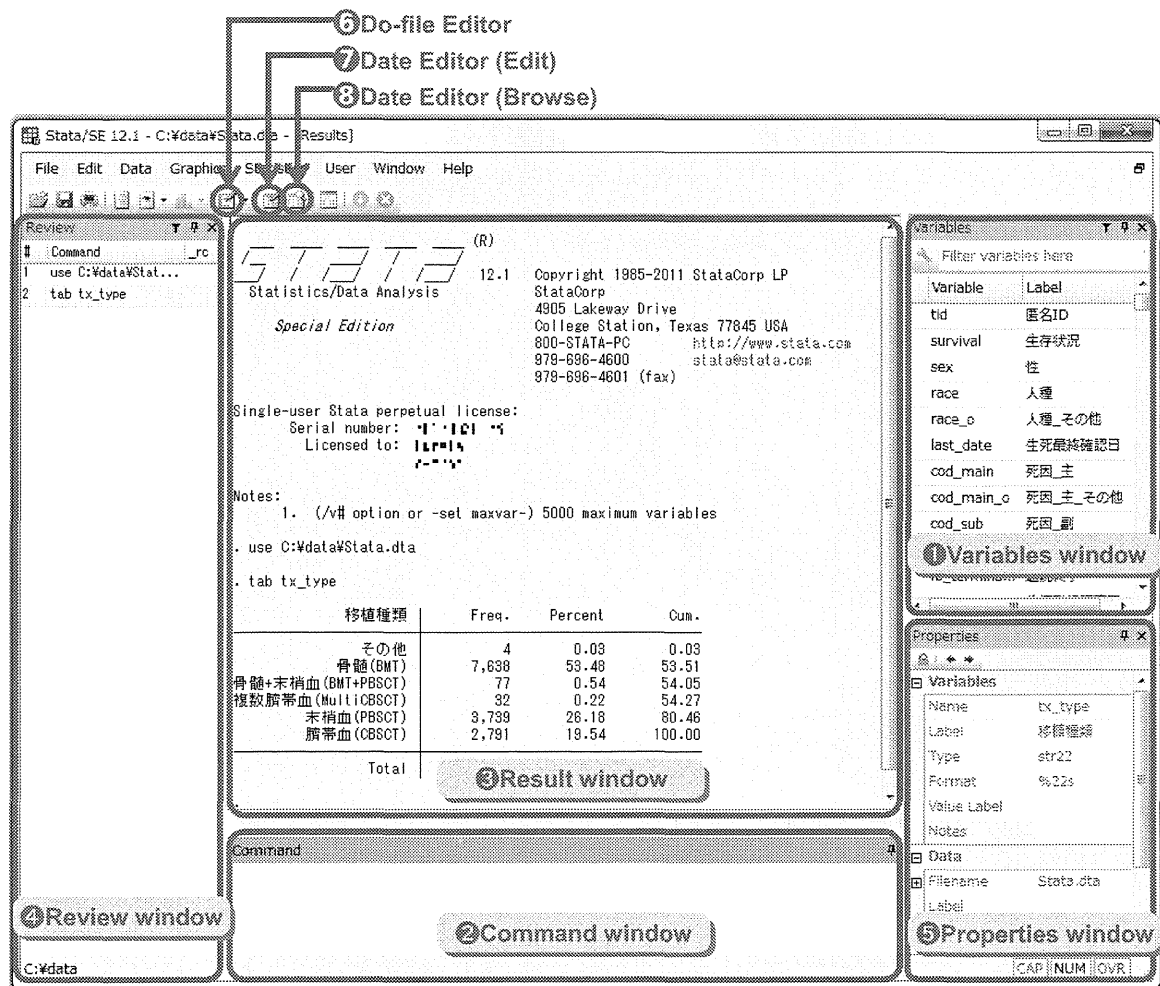 ❻Do-file Editor
❼Date Editor (Edit)
❽Date Editor (Browse)
Stata/SE 12.1 - C:¥data¥Stata.dta - [Results]
File Edit Data Graphics Statistics User Window Help
Review
# Command _rc
1 use C:¥data¥Stat...
2 tab tx_type
❹Review window
C:¥data
(R)
STATA 12.1 Copyright 1985-2011 StataCorp LP
Statistics/Data Analysis StataCorp
4905 Lakeway Drive
Special Edition College Station, Texas 77845 USA
800-STATA-PC http://www.stata.com
979-696-4600 stata@stata.com
979-696-4601 (fax)
Single-user Stata perpetual license:
Serial number:
Licensed to:
Notes:
1. (/v# option or -set maxvar-) 5000 maximum variables
. use C:¥data¥Stata.dta
. tab tx_type
移植種類 Freq. Percent Cum.
その他 4 0.03 0.03
骨髄(BMT) 7,638 53.48 53.51
骨髄+末梢血(BMT+PBSCT) 77 0.54 54.05
複数臍帯血(MultiCBSCT) 32 0.22 54.27
末梢血(PBSCT) 3,739 26.18 80.46
臍帯血(CBSCT) 2,791 19.54 100.00
Total
❸Result window
Command
❷Command window
Variables
Filter variables here
Variable Label
tid 匿名ID
survival 生存状況
sex 性
race 人種
race_o 人種_その他
last_date 生死最終確認日
cod_main 死因_主
cod_main_o 死因_主_その他
cod_sub 死因_副
❶Variables window
Properties
Variables
Name tx_type
Label 移植種類
Type str22
Format %22s
Value Label
Notes
Data
Filename Stata.dta
Label
❺Properties window
CAP NUM OVR